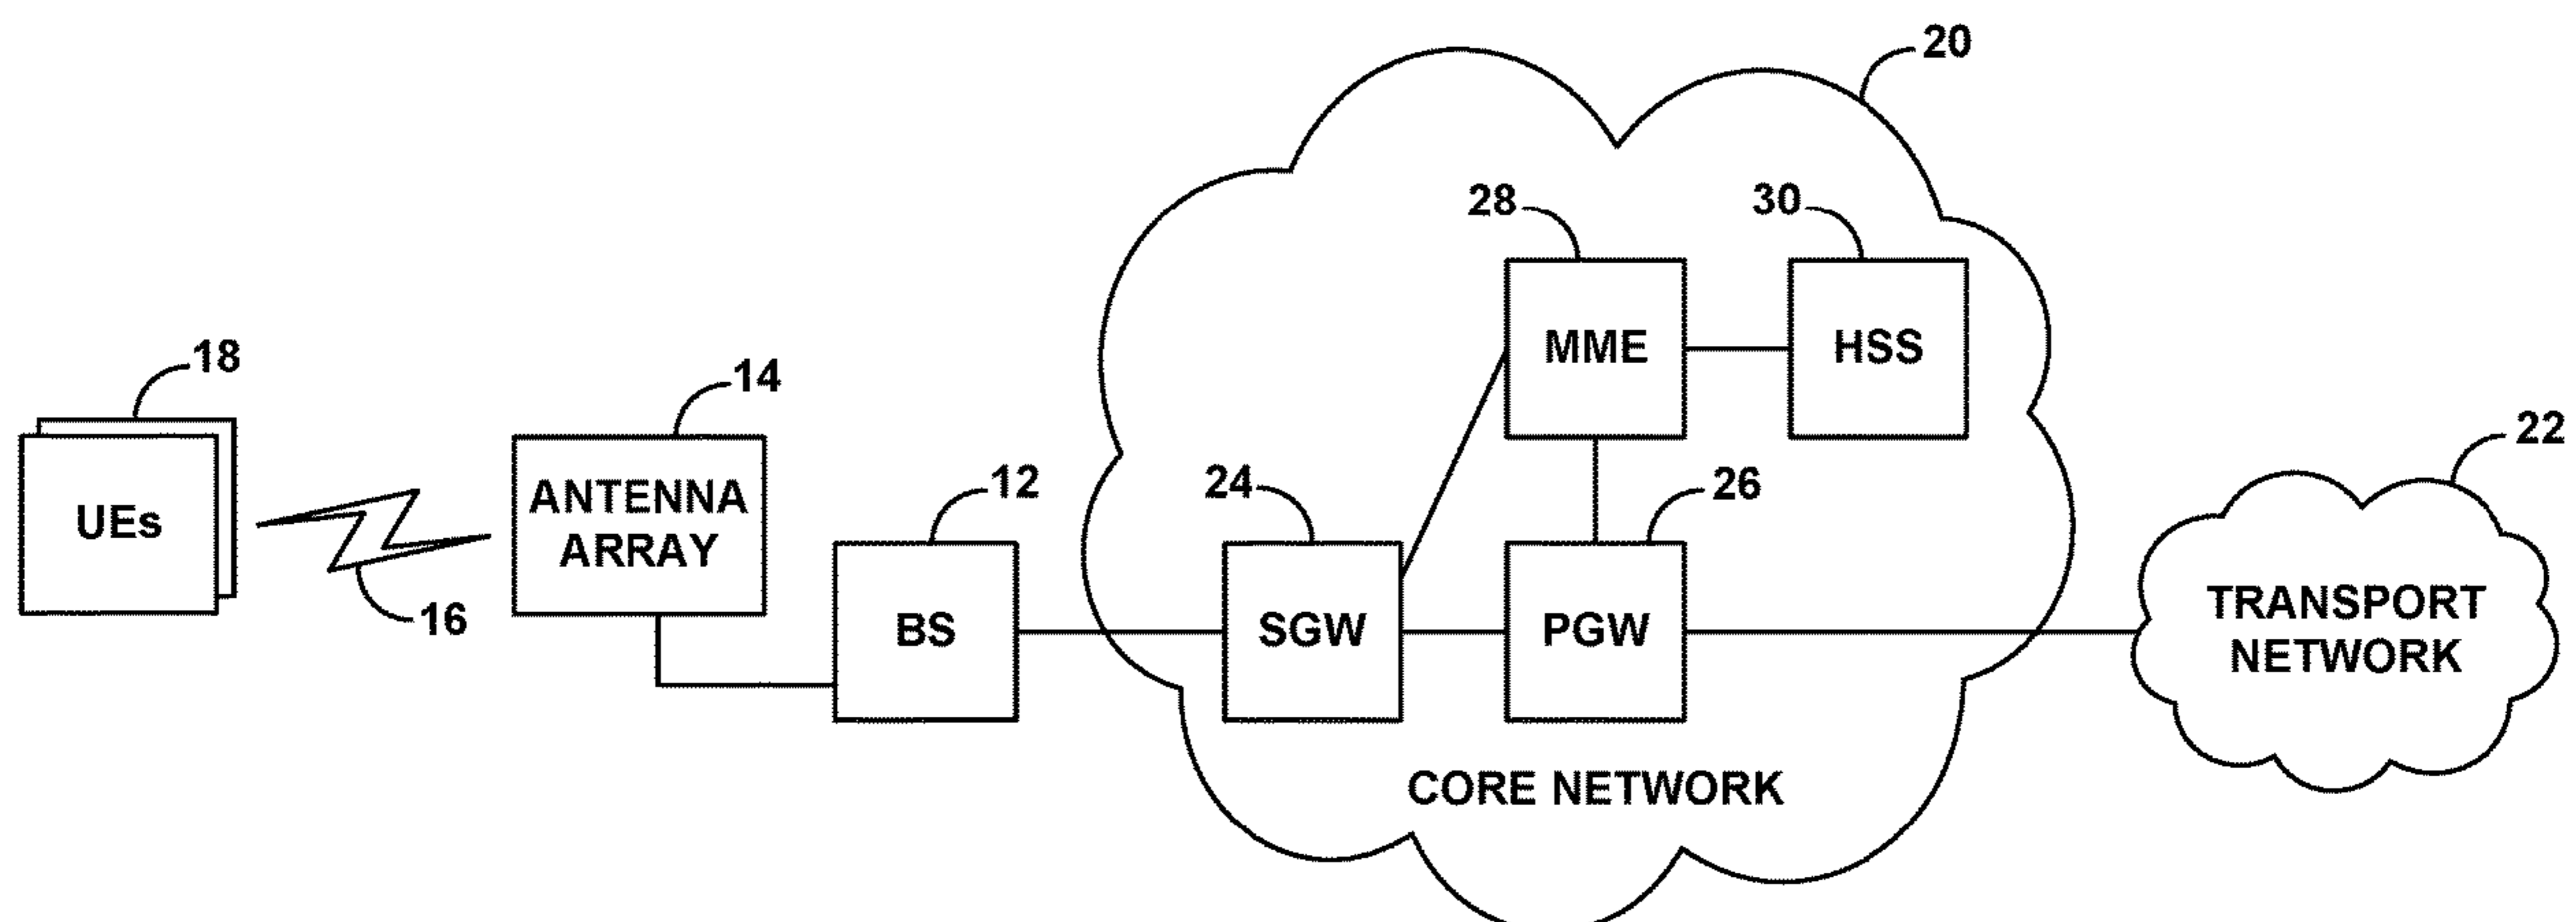 20
28
30
18
14
MME
HSS
22
12
24
26
UEs
ANTENNA
ARRAY
16
BS
SGW
PGW
TRANSPORT
NETWORK
CORE NETWORK